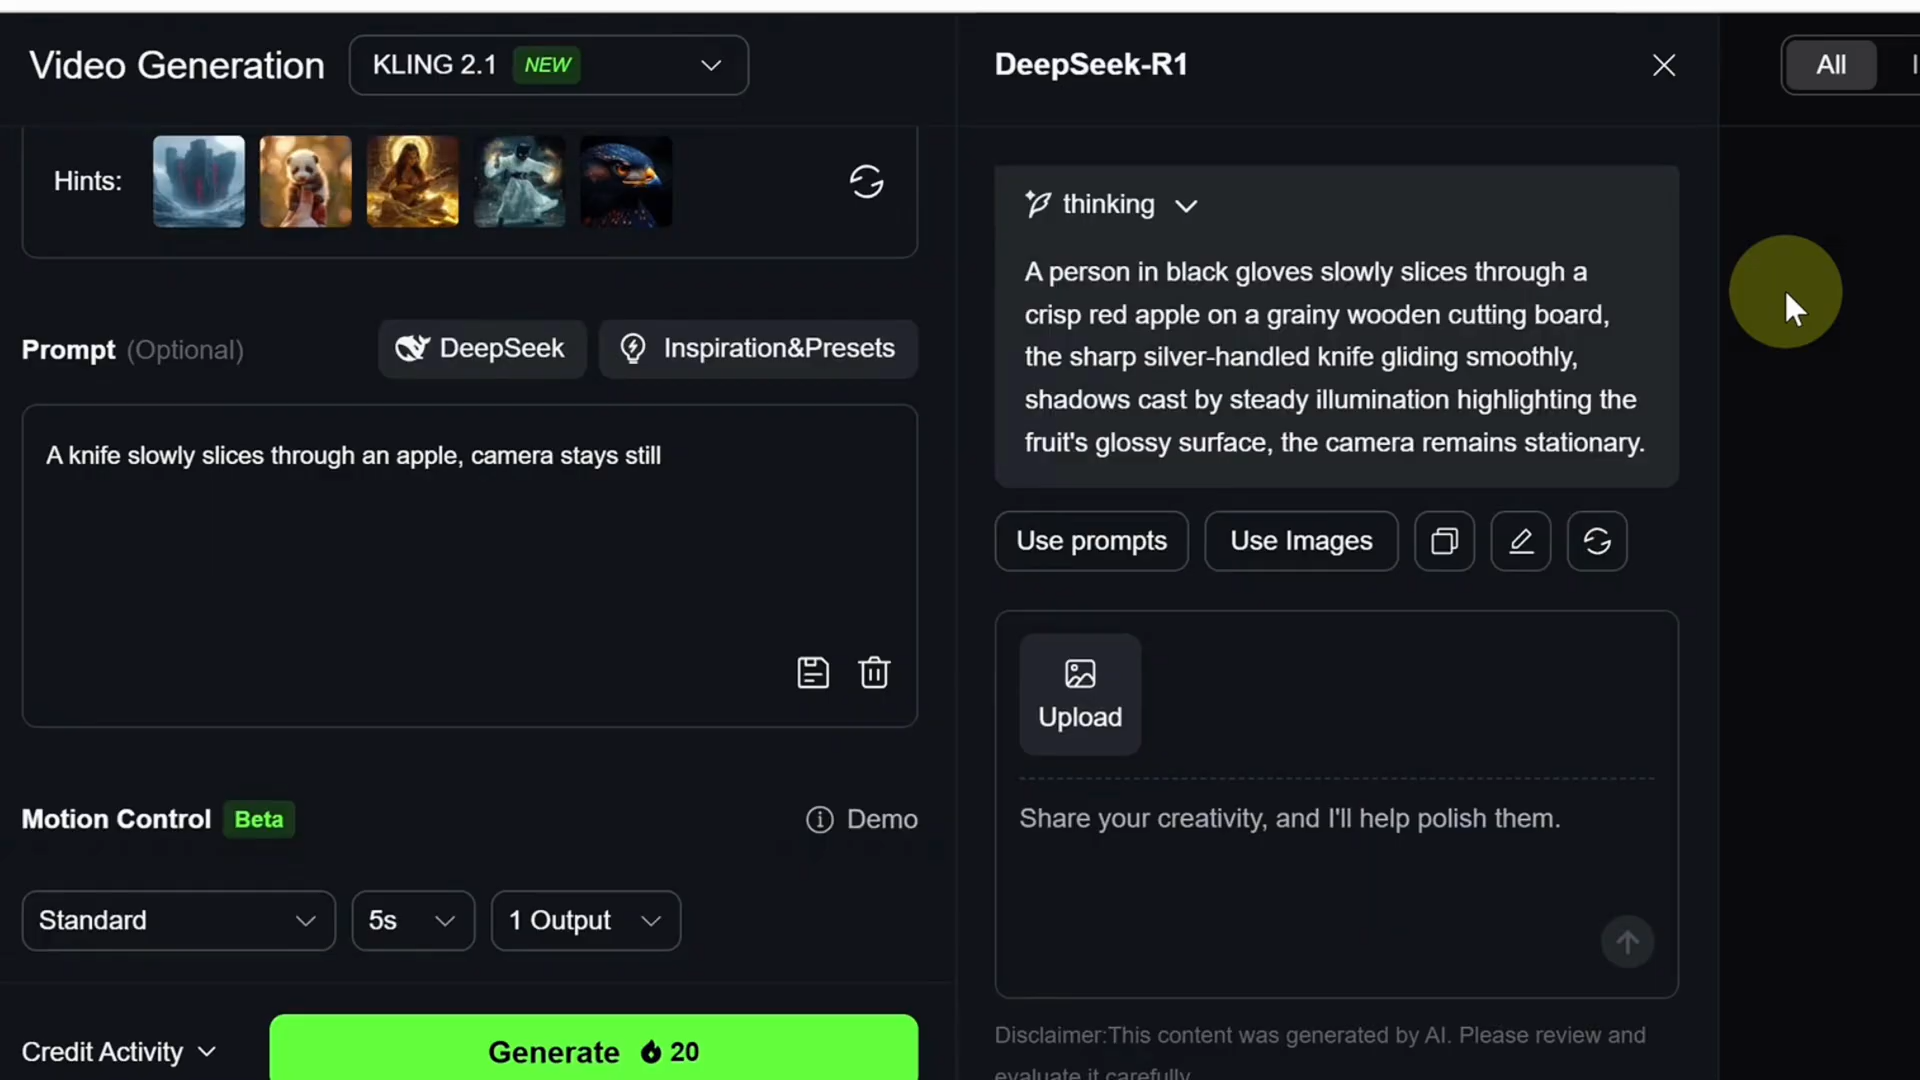 Video Generation
KLING 2.1 NEW
Hints:
Prompt (Optional)
DeepSeek
Inspiration&Presets
A knife slowly slices through an apple, camera stays still
Motion Control Beta
Demo
Standard
5s
1 Output
Credit Activity
Generate 20
DeepSeek-R1
thinking
A person in black gloves slowly slices through a
crisp red apple on a grainy wooden cutting board,
the sharp silver-handled knife gliding smoothly,
shadows cast by steady illumination highlighting the
fruit's glossy surface, the camera remains stationary.
Use prompts
Use Images
Upload
Share your creativity, and I'll help polish them.
Disclaimer:This content was generated by AI. Please review and
evaluate it carefully
All